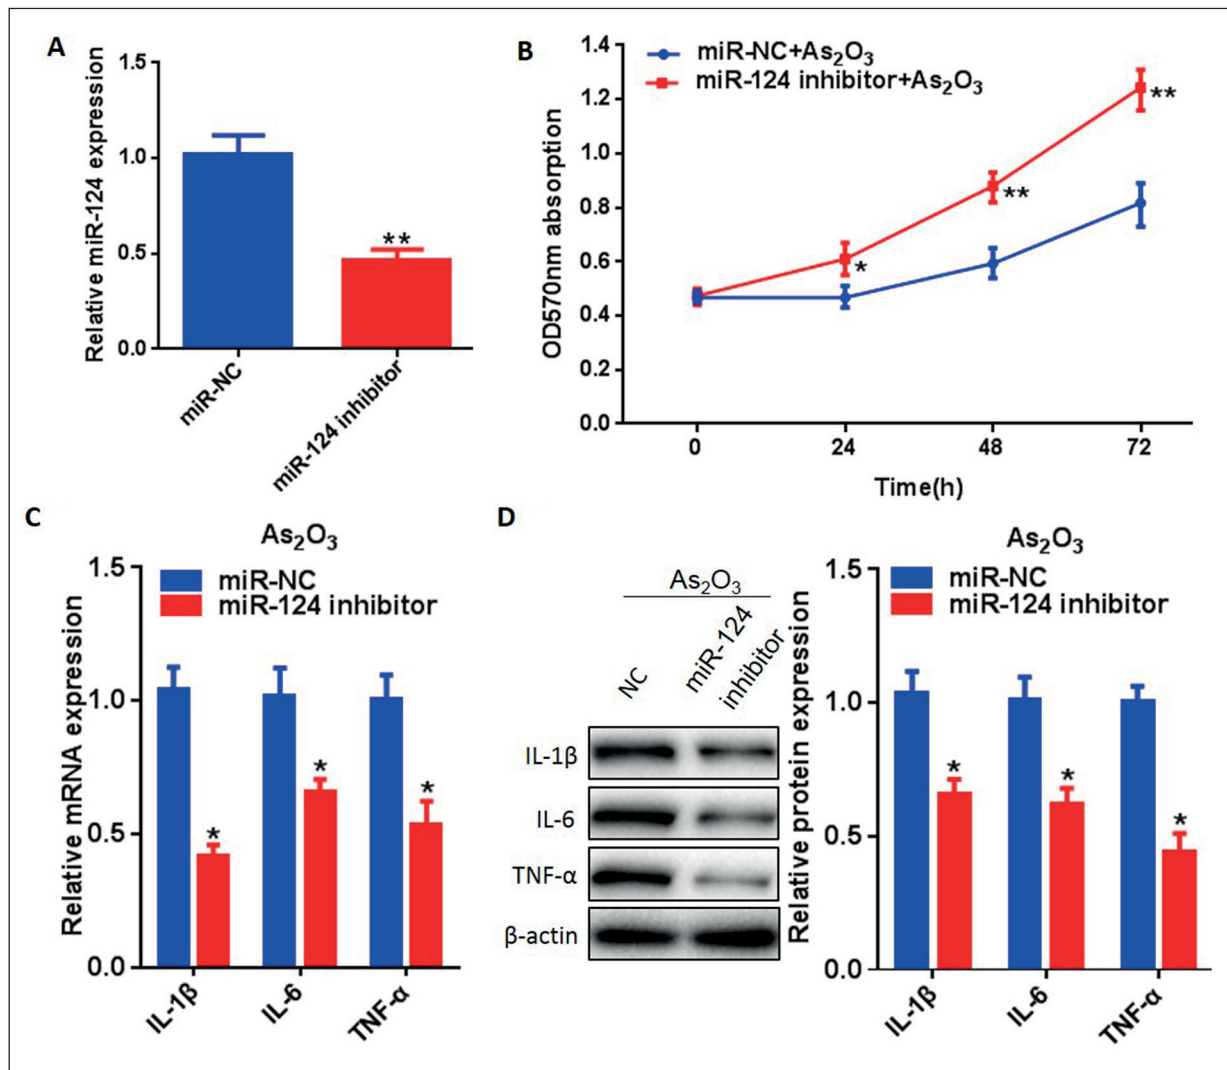 A
Relative miR-124 expression
1.5
1.0
0.5
0.0
**
miR-NC
miR-124 inhibitor
B
OD570nm absorption
1.4
1.2
1.0
0.8
0.6
0.4
0.2
0.0
miR-NC+As₂O₃
miR-124 inhibitor+As₂O₃
*
**
**
0 24 48 72
Time(h)
C
As₂O₃
Relative mRNA expression
1.5
1.0
0.5
0.0
miR-NC
miR-124 inhibitor
*
*
*
IL-1β
IL-6
TNF-α
D
As₂O₃
NC
miR-124
inhibitor
IL-1β
IL-6
TNF-α
β-actin
As₂O₃
Relative protein expression
1.5
1.0
0.5
0.0
miR-NC
miR-124 inhibitor
*
*
*
IL-1β
IL-6
TNF-α